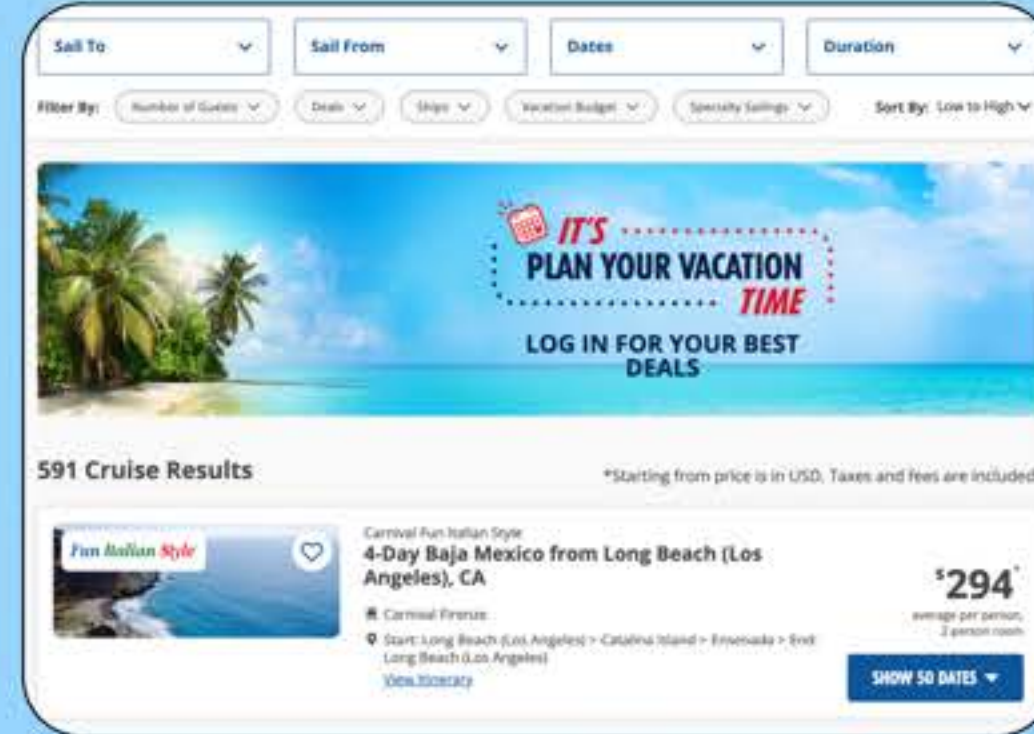 Sail To
Sail From
Dates
Duration
Filter By:
Number of Guests
Deals
Ships
Vacation Budget
Specialty Sailings
Sort By: Low to High
IT'S
PLAN YOUR VACATION
TIME
LOG IN FOR YOUR BEST
DEALS
591 Cruise Results
*Starting from price is in USD. Taxes and fees are included
Fun Italian Style
Carnival Fun Italian Style
4-Day Baja Mexico from Long Beach (Los
Angeles), CA
Carnival Firenze
Start: Long Beach (Los Angeles) > Catalina Island > Ensenada > End:
Long Beach (Los Angeles)
View Itinerary
$294*
average per person,
2 person room
SHOW 50 DATES